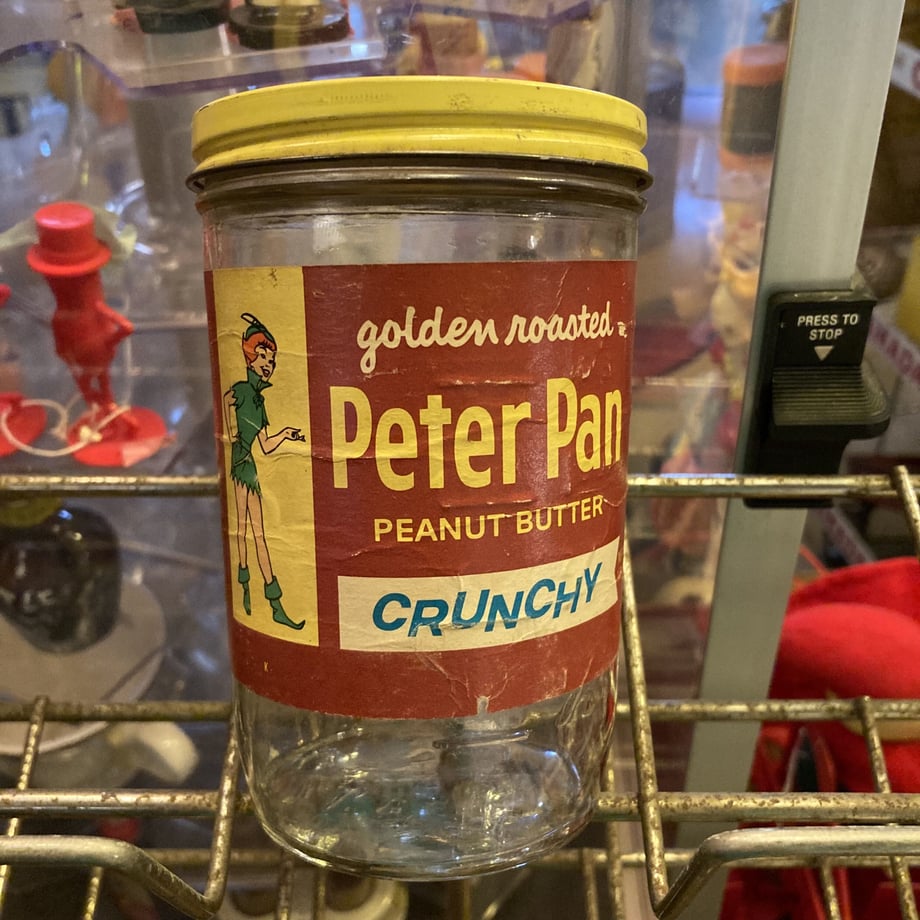 golden roasted
Peter Pan
PEANUT BUTTER
CRUNCHY
K
PRESS TO
STOP